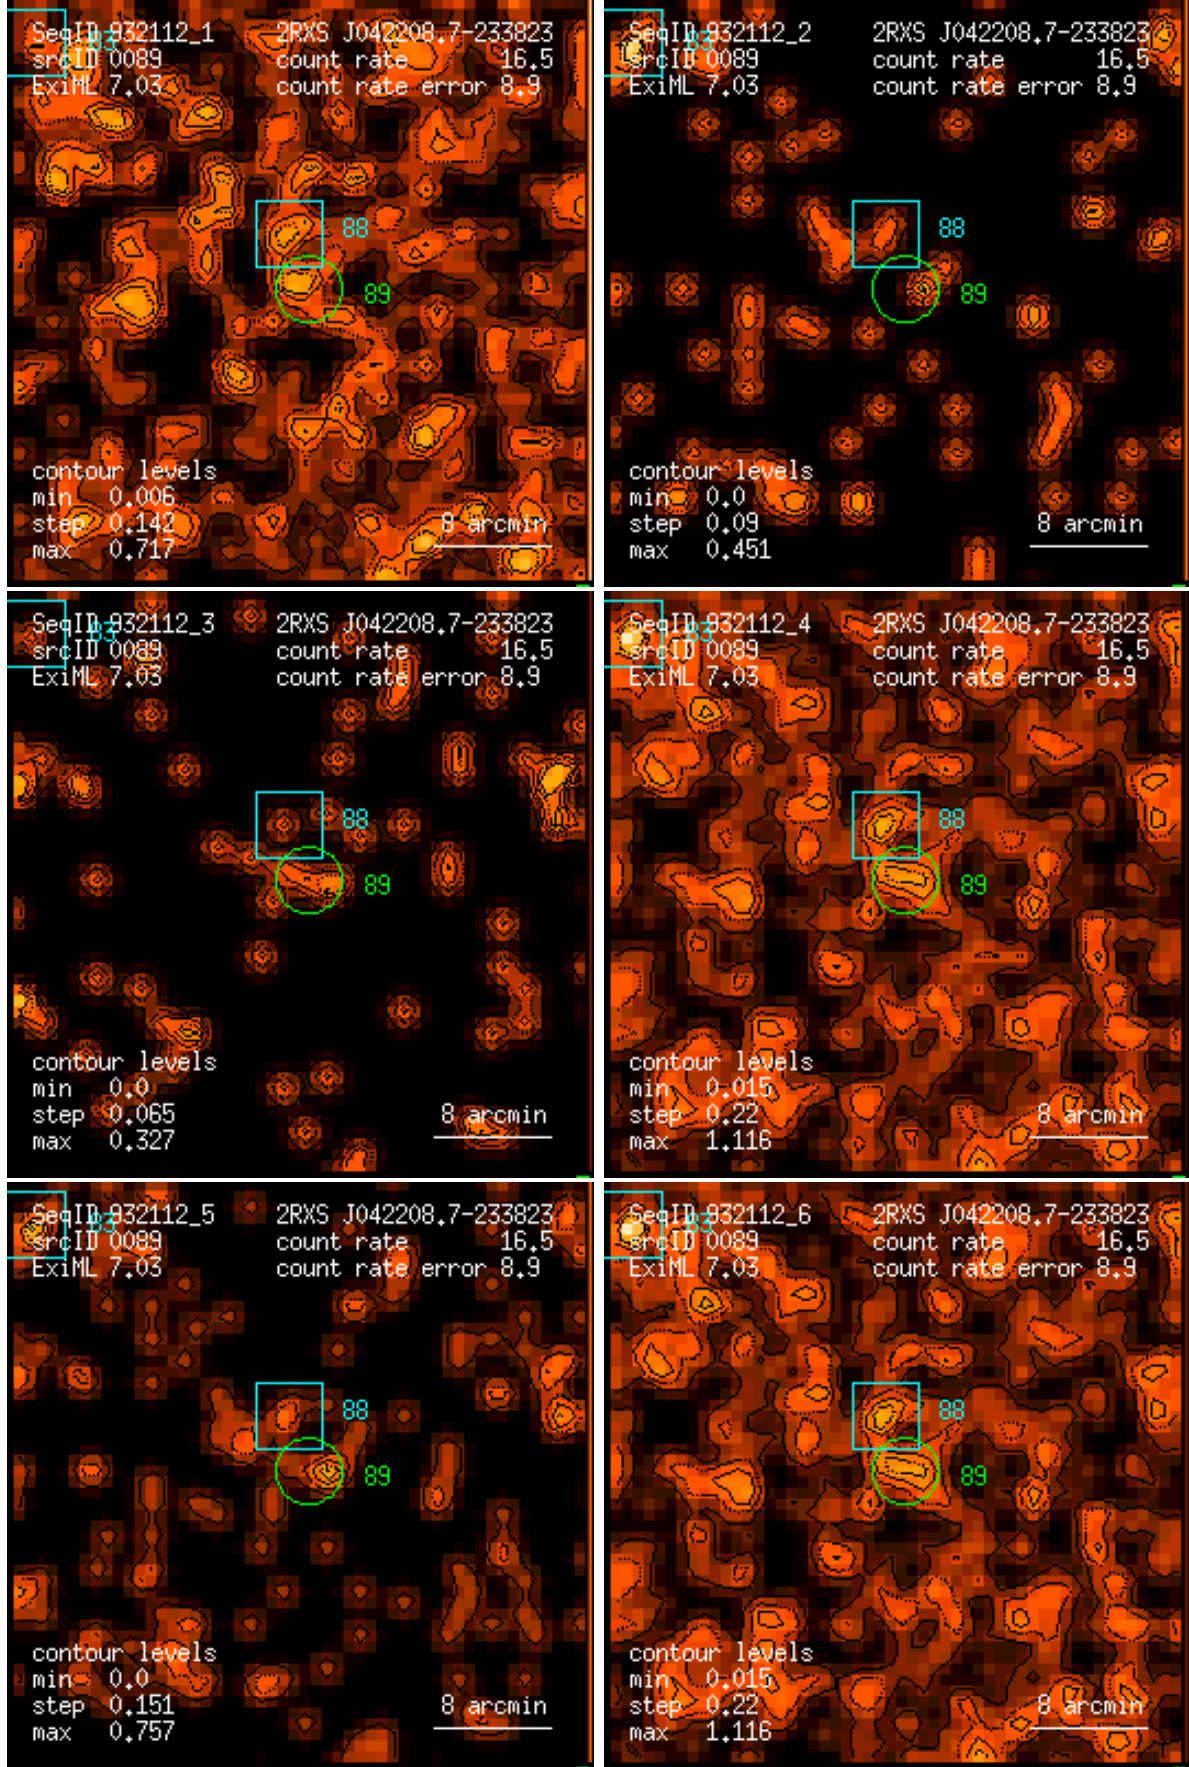 SeqID 932112_1 2RXS J042208.7-233823
83
srcID 0089 count rate 16.5
ExiML 7.03 count rate error 8.9
88
89
contour levels
min 0.006
step 0.142 8 arcmin
max 0.717
SeqID 932112_2 2RXS J042208.7-233823
83
srcID 0089 count rate 16.5
ExiML 7.03 count rate error 8.9
88
89
contour levels
min 0.0
step 0.09 8 arcmin
max 0.451
SeqID 932112_3 2RXS J042208.7-233823
83
srcID 0089 count rate 16.5
ExiML 7.03 count rate error 8.9
88
89
contour levels
min 0.0
step 0.065 8 arcmin
max 0.327
SeqID 932112_4 2RXS J042208.7-233823
83
srcID 0089 count rate 16.5
ExiML 7.03 count rate error 8.9
88
89
contour levels
min 0.015
step 0.22 8 arcmin
max 1.116
SeqID 932112_5 2RXS J042208.7-233823
83
srcID 0089 count rate 16.5
ExiML 7.03 count rate error 8.9
88
89
contour levels
min 0.0
step 0.151 8 arcmin
max 0.757
SeqID 932112_6 2RXS J042208.7-233823
83
srcID 0089 count rate 16.5
ExiML 7.03 count rate error 8.9
88
89
contour levels
min 0.015
step 0.22 8 arcmin
max 1.116